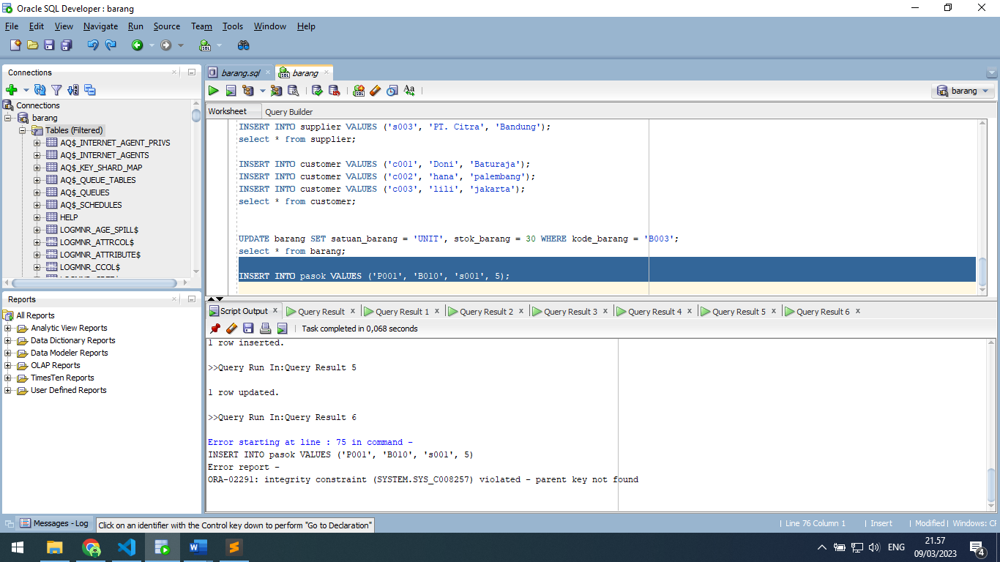 Oracle SQL Developer : barang
File Edit View Navigate Run Source Team Tools Window Help
Connections
Connections
barang
Tables (Filtered)
AQ$_INTERNET_AGENT_PRIVS
AQ$_INTERNET_AGENTS
AQ$_KEY_SHARD_MAP
AQ$_QUEUE_TABLES
AQ$_QUEUES
AQ$_SCHEDULES
HELP
LOGMNR_AGE_SPILL$
LOGMNR_ATTRCOL$
LOGMNR_ATTRIBUTE$
LOGMNR_CCOL$
Reports
All Reports
Analytic View Reports
Data Dictionary Reports
Data Modeler Reports
OLAP Reports
TimesTen Reports
User Defined Reports
barang.sql barang
barang
Worksheet Query Builder
INSERT INTO supplier VALUES ('s003', 'PT. Citra', 'Bandung');
select * from supplier;
INSERT INTO customer VALUES ('c001', 'Doni', 'Baturaja');
INSERT INTO customer VALUES ('c002', 'hana', 'palembang');
INSERT INTO customer VALUES ('c003', 'lili', 'jakarta');
select * from customer;
UPDATE barang SET satuan_barang = 'UNIT', stok_barang = 30 WHERE kode_barang = 'B003';
select * from barang;
INSERT INTO pasok VALUES ('P001', 'B010', 's001', 5);
Script Output Query Result Query Result 1 Query Result 2 Query Result 3 Query Result 4 Query Result 5 Query Result 6
Task completed in 0,068 seconds
1 row inserted.
>>Query Run In:Query Result 5
1 row updated.
>>Query Run In:Query Result 6
Error starting at line : 75 in command -
INSERT INTO pasok VALUES ('P001', 'B010', 's001', 5)
Error report -
ORA-02291: integrity constraint (SYSTEM.SYS_C008257) violated - parent key not found
Messages - Log
Click on an identifier with the Control key down to perform "Go to Declaration"
Line 76 Column 1 Insert Modified Windows: CF
ENG
21.57
09/03/2023
4